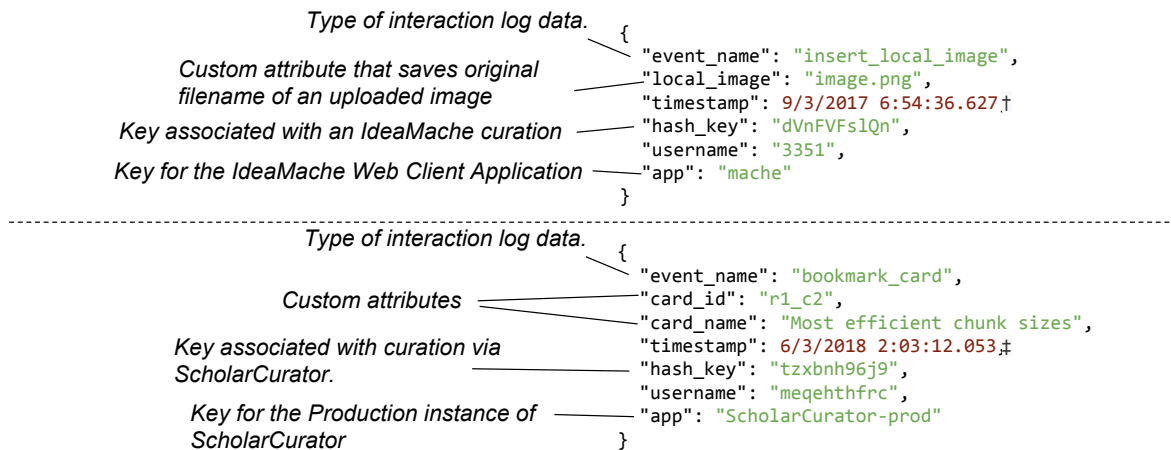 Type of interaction log data.
{
"event_name": "insert_local_image",
Custom attribute that saves original
filename of an uploaded image
"local_image": "image.png",
"timestamp": 9/3/2017 6:54:36.627,†
Key associated with an IdeaMache curation
"hash_key": "dVnFVFslQn",
"username": "3351",
Key for the IdeaMache Web Client Application
"app": "mache"
}
Type of interaction log data.
{
"event_name": "bookmark_card",
Custom attributes
"card_id": "r1_c2",
"card_name": "Most efficient chunk sizes",
"timestamp": 6/3/2018 2:03:12.053,‡
Key associated with curation via
ScholarCurator.
"hash_key": "tzxbnh96j9",
"username": "meqehthfrc",
Key for the Production instance of
ScholarCurator
"app": "ScholarCurator-prod"
}